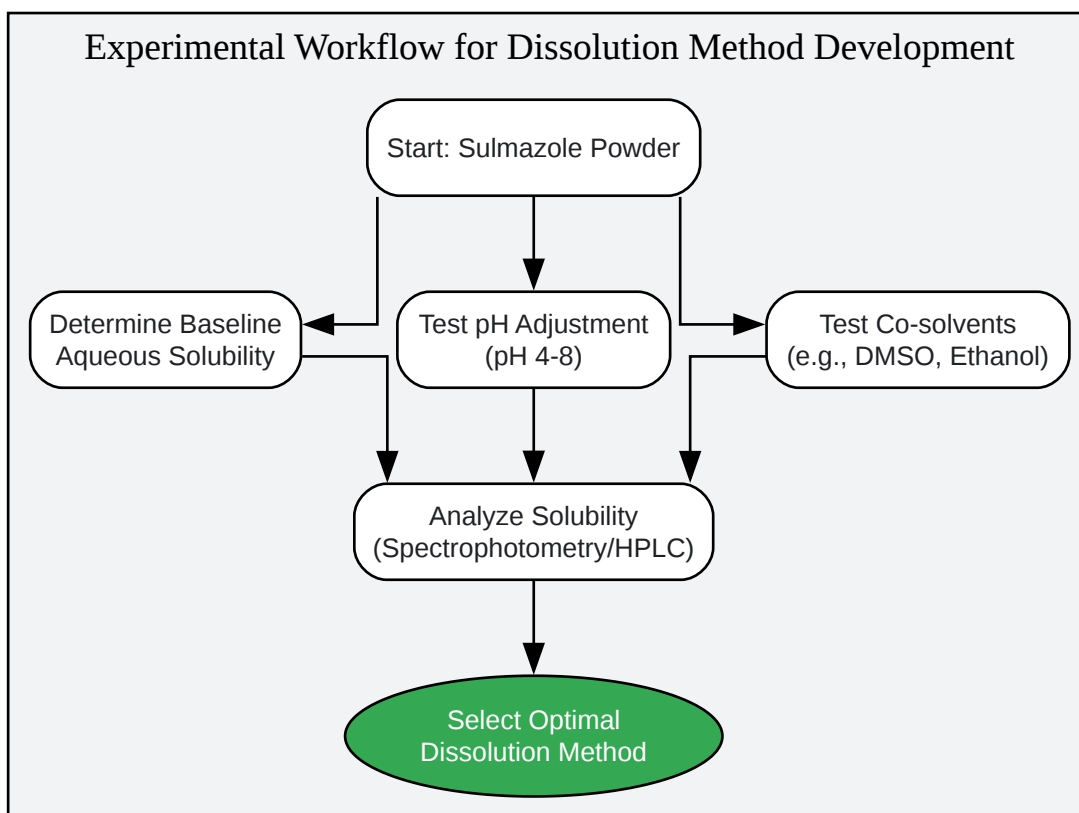 Experimental Workflow for Dissolution Method Development
Start: Sulmazole Powder
Determine Baseline
Aqueous Solubility
Test pH Adjustment
(pH 4-8)
Test Co-solvents
(e.g., DMSO, Ethanol)
Analyze Solubility
(Spectrophotometry/HPLC)
Select Optimal
Dissolution Method